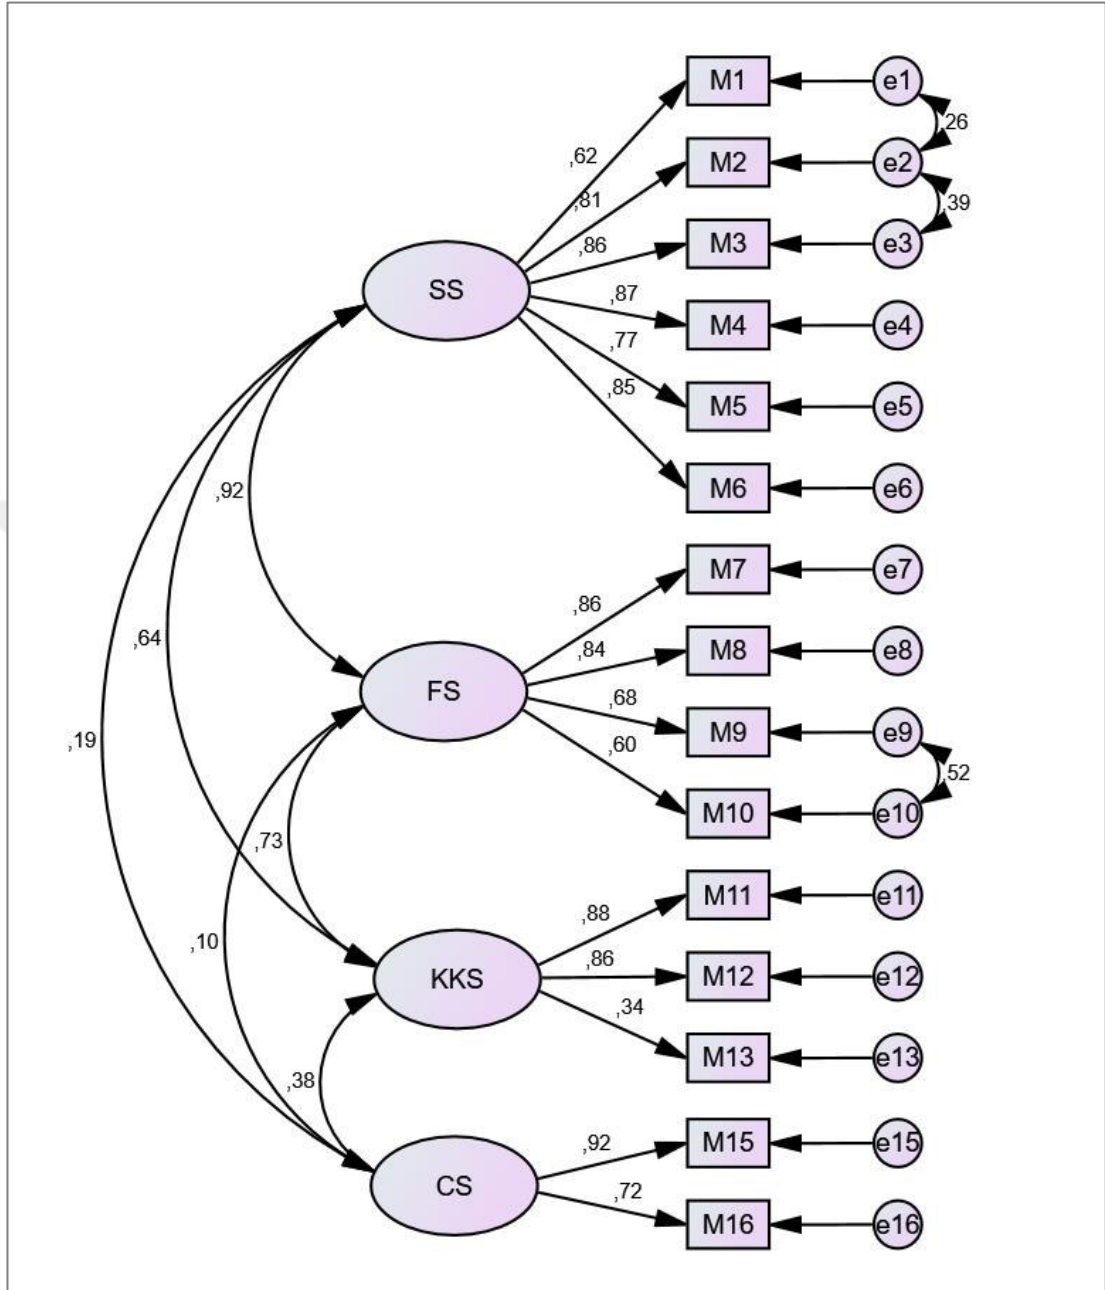 M1
e1
,26
,62
M2
e2
,81
,39
,86
M3
e3
SS
,87
M4
e4
,77
,85
M5
e5
,92
M6
e6
M7
e7
,86
,64
,84
M8
e8
FS
,68
,19
M9
e9
,60
,52
M10
e10
,73
M11
e11
,88
,10
,86
KKS
M12
e12
,34
,38
M13
e13
,92
M15
e15
CS
,72
M16
e16